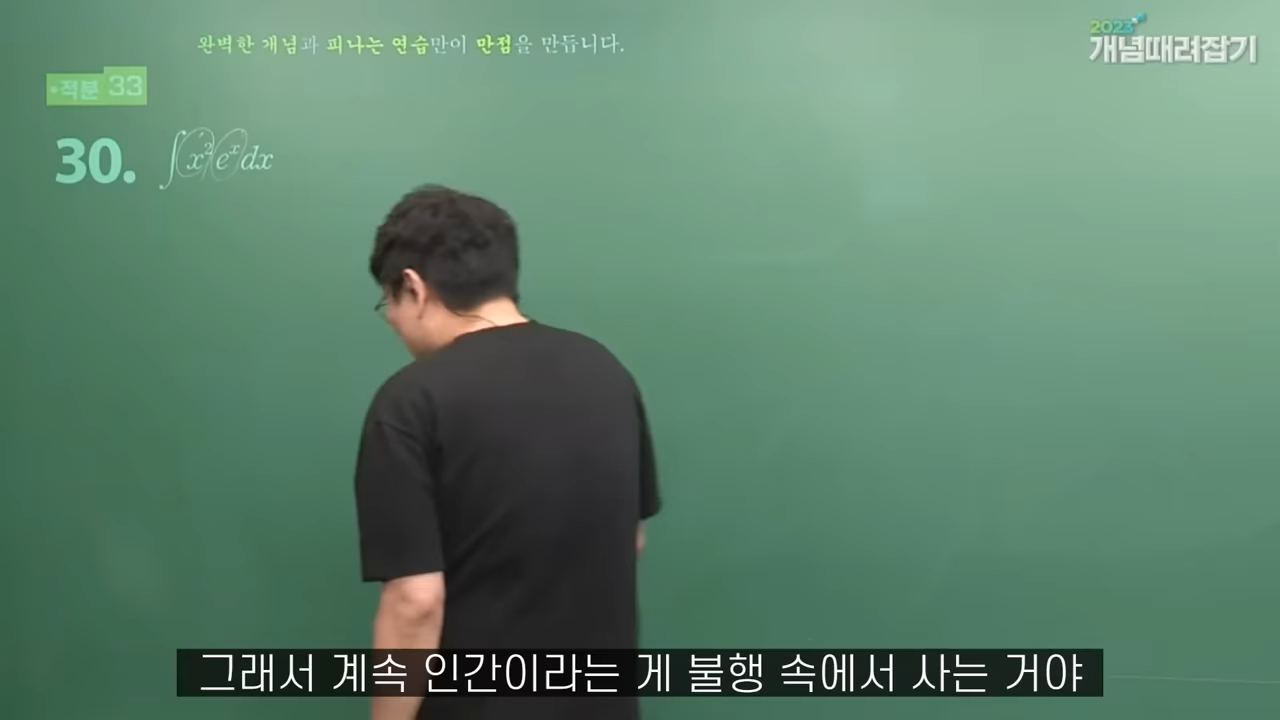 완벽한 개념과 피나는 연습만이 만점을 만듭니다.
2023
개념때려잡기
적분 33
30. ∫x²eˣdx
그래서 계속 인간이라는 게 불행 속에서 사는 거야